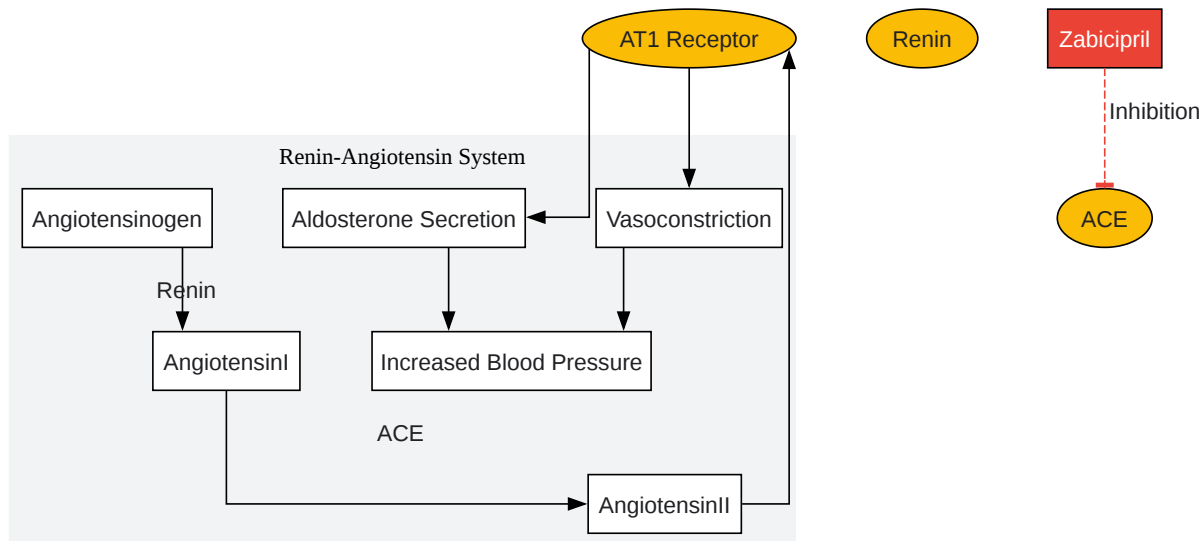 AT1 Receptor
Renin
Zabicipril
Inhibition
Renin-Angiotensin System
Angiotensinogen
Aldosterone Secretion
Vasoconstriction
ACE
Renin
AngiotensinI
Increased Blood Pressure
ACE
AngiotensinII